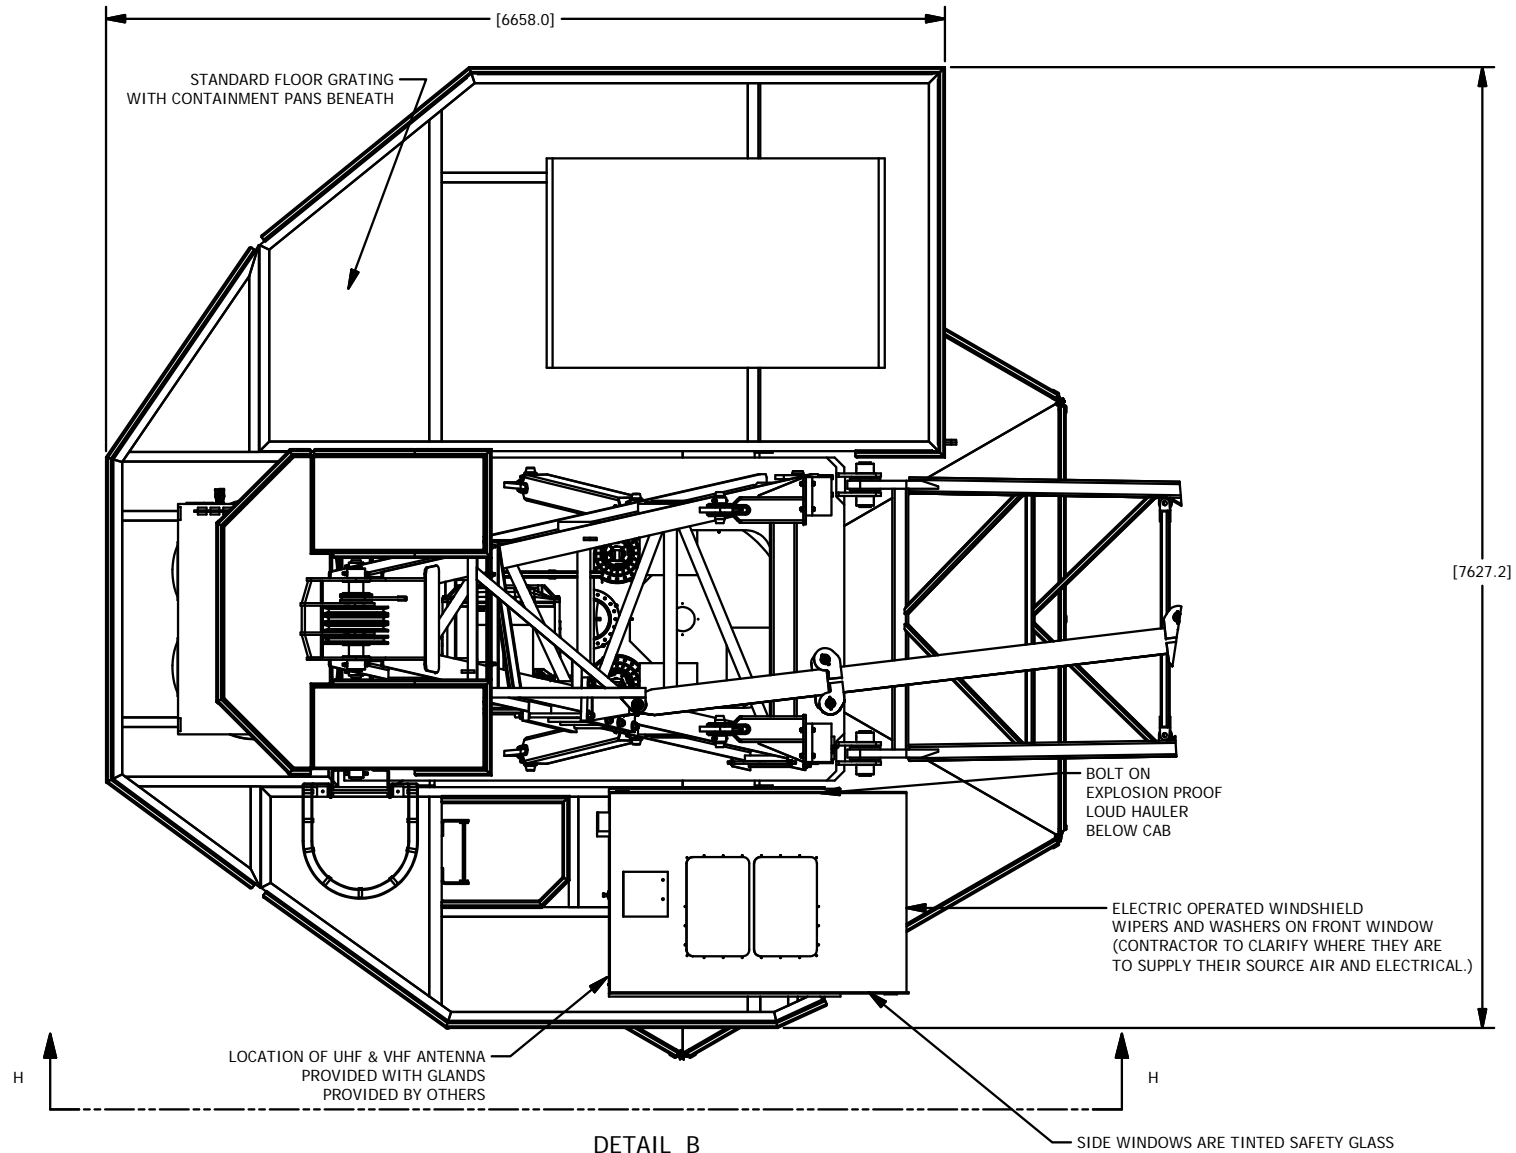 [6658.0]
STANDARD FLOOR GRATING
WITH CONTAINMENT PANS BENEATH
[7627.2]
BOLT ON
EXPLOSION PROOF
LOUD HAULER
BELOW CAB
ELECTRIC OPERATED WINDSHIELD
WIPERS AND WASHERS ON FRONT WINDOW
(CONTRACTOR TO CLARIFY WHERE THEY ARE
TO SUPPLY THEIR SOURCE AIR AND ELECTRICAL.)
LOCATION OF UHF & VHF ANTENNA
PROVIDED WITH GLANDS
PROVIDED BY OTHERS
H
H
DETAIL B
SIDE WINDOWS ARE TINTED SAFETY GLASS